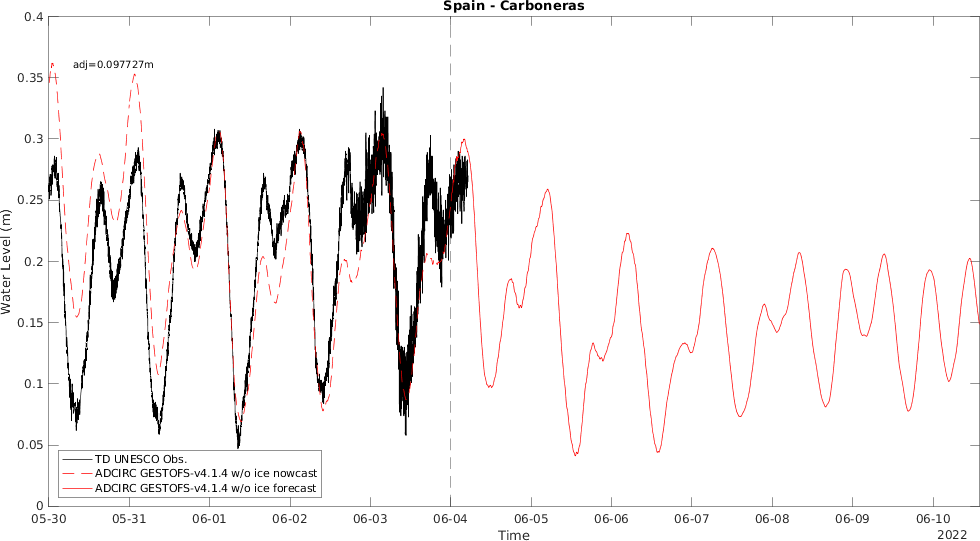 Spain - Carboneras
adj=0.097727m
0.4
0.35
0.3
0.25
0.2
0.15
0.1
0.05
0
Water Level (m)
TD UNESCO Obs.
ADCIRC GESTOFS-v4.1.4 w/o ice nowcast
ADCIRC GESTOFS-v4.1.4 w/o ice forecast
05-30 05-31 06-01 06-02 06-03 06-04 06-05 06-06 06-07 06-08 06-09 06-10
Time
2022